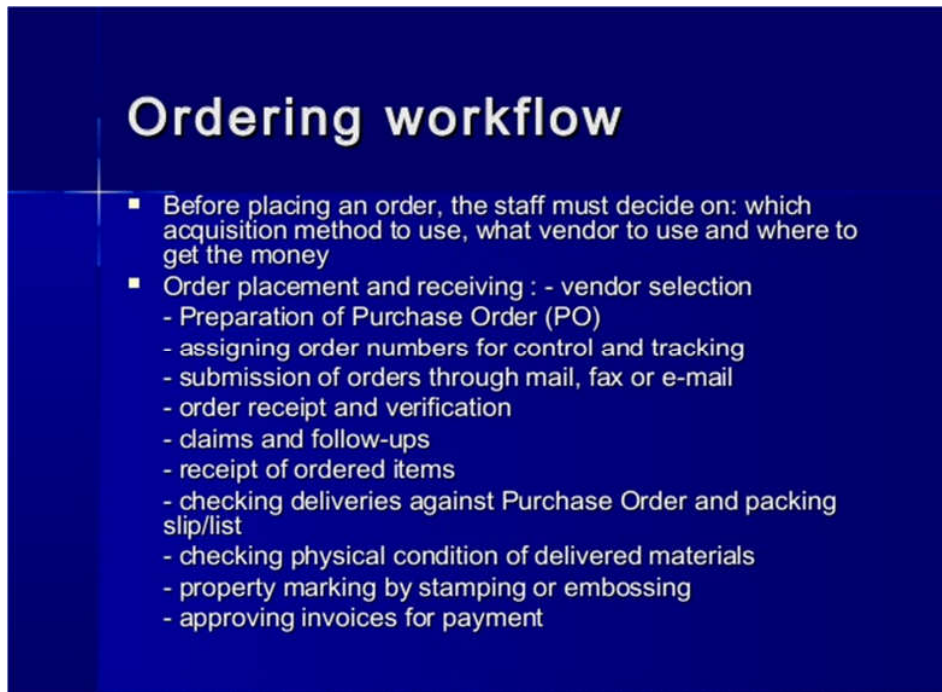 Ordering workflow
Before placing an order, the staff must decide on: which
acquisition method to use, what vendor to use and where to
get the money
Order placement and receiving : - vendor selection
- Preparation of Purchase Order (PO)
- assigning order numbers for control and tracking
- submission of orders through mail, fax or e-mail
- order receipt and verification
- claims and follow-ups
- receipt of ordered items
- checking deliveries against Purchase Order and packing
slip/list
- checking physical condition of delivered materials
- property marking by stamping or embossing
- approving invoices for payment